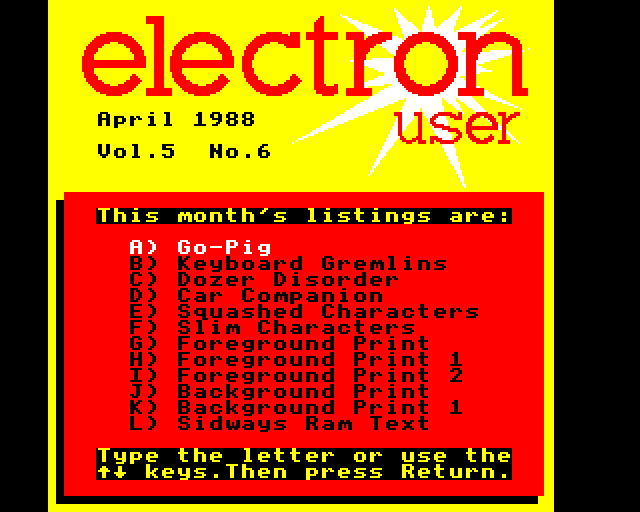 electron
user
April 1988
Vol.5 No.6
This month's listings are:
A) Go-Pig
B) Keyboard Gremlins
C) Dozer Disorder
D) Car Companion
E) Squashed Characters
F) Slim Characters
G) Foreground Print
H) Foreground Print 1
I) Foreground Print 2
J) Background Print
K) Background Print 1
L) Sidways Ram Text
Type the letter or use the
↑↓ keys.Then press Return.